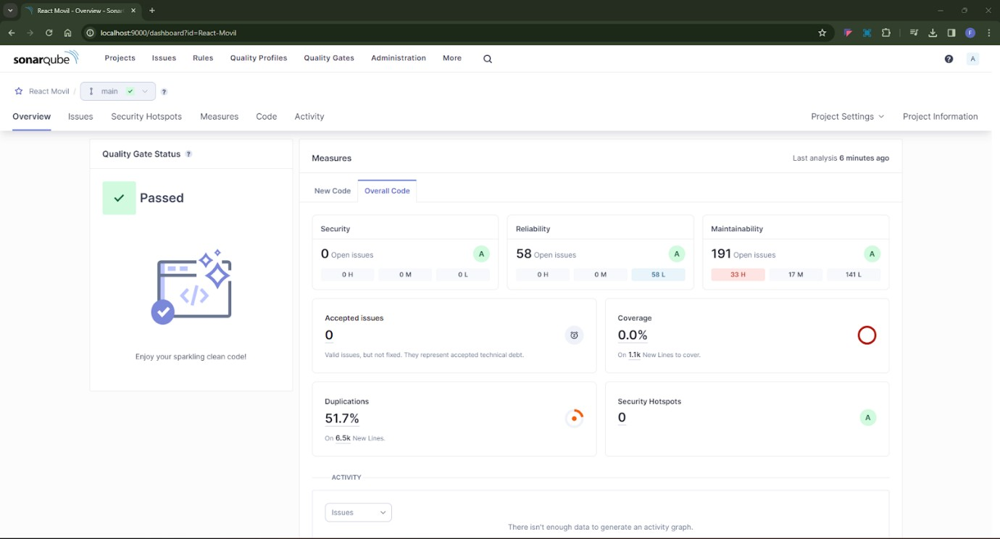 React Movil - Overview - Sonar
localhost:9000/dashboard?id=React-Movil
F
sonarqube
Projects
Issues
Rules
Quality Profiles
Quality Gates
Administration
More
?
A
React Movil / main ?
Overview
Issues
Security Hotspots
Measures
Code
Activity
Project Settings
Project Information
Quality Gate Status ?
Passed
</>
Enjoy your sparkling clean code!
Measures
Last analysis 6 minutes ago
New Code
Overall Code
Security
0 Open issues
A
0 H
0 M
0 L
Reliability
58 Open issues
A
0 H
0 M
58 L
Maintainability
191 Open issues
A
33 H
17 M
141 L
Accepted issues
0
Valid issues, but not fixed. They represent accepted technical debt.
Coverage
0.0%
On 1.1k New Lines to cover.
Duplications
51.7%
On 6.5k New Lines.
Security Hotspots
0
A
ACTIVITY
Issues
There isn't enough data to generate an activity graph.